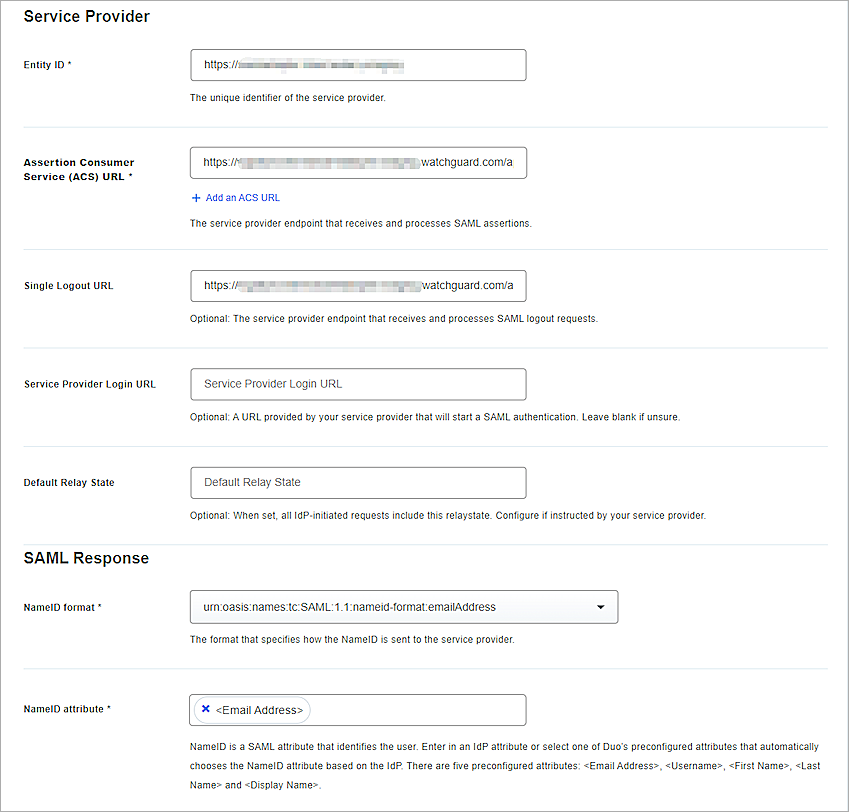 Service Provider
Entity ID *
https://
The unique identifier of the service provider.
Assertion Consumer
Service (ACS) URL *
https:// watchguard.com/a
+ Add an ACS URL
The service provider endpoint that receives and processes SAML assertions.
Single Logout URL
https:// watchguard.com/a
Optional: The service provider endpoint that receives and processes SAML logout requests.
Service Provider Login URL
Service Provider Login URL
Optional: A URL provided by your service provider that will start a SAML authentication. Leave blank if unsure.
Default Relay State
Default Relay State
Optional: When set, all IdP-initiated requests include this relaystate. Configure if instructed by your service provider.
SAML Response
NameID format *
urn:oasis:names:tc:SAML:1.1:nameid-format:emailAddress
The format that specifies how the NameID is sent to the service provider.
NameID attribute *
<Email Address>
NameID is a SAML attribute that identifies the user. Enter in an IdP attribute or select one of Duo's preconfigured attributes that automatically
chooses the NameID attribute based on the IdP. There are five preconfigured attributes: <Email Address>, <Username>, <First Name>, <Last
Name> and <Display Name>.